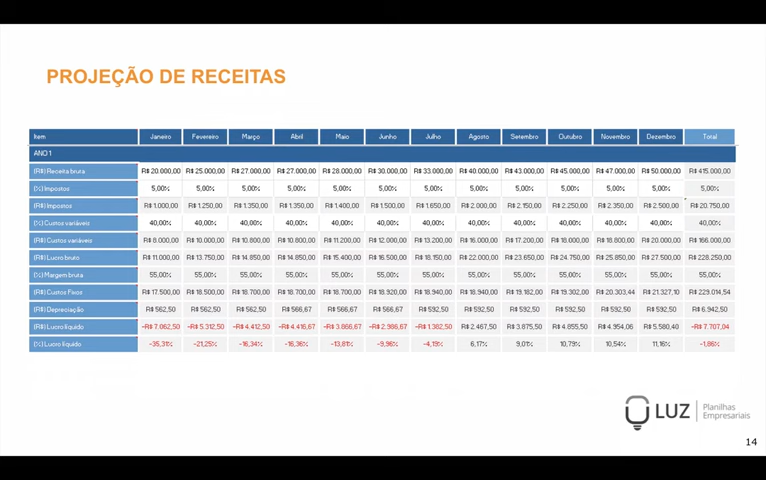 PROJEÇÃO DE RECEITAS
Item Janeiro Fevereiro Março Abril Maio Junho Julho Agosto Setembro Outubro Novembro Dezembro Total
ANO 1
(R$) Receita bruta R$ 20.000,00 R$ 25.000,00 R$ 27.000,00 R$ 27.000,00 R$ 28.000,00 R$ 30.000,00 R$ 33.000,00 R$ 40.000,00 R$ 43.000,00 R$ 45.000,00 R$ 47.000,00 R$ 50.000,00 R$ 415.000,00
(%) Impostos 5,00% 5,00% 5,00% 5,00% 5,00% 5,00% 5,00% 5,00% 5,00% 5,00% 5,00% 5,00% 5,00%
(R$) Impostos R$ 1.000,00 R$ 1.250,00 R$ 1.350,00 R$ 1.350,00 R$ 1.400,00 R$ 1.500,00 R$ 1.650,00 R$ 2.000,00 R$ 2.150,00 R$ 2.250,00 R$ 2.350,00 R$ 2.500,00 R$ 20.750,00
(%) Custos variáveis 40,00% 40,00% 40,00% 40,00% 40,00% 40,00% 40,00% 40,00% 40,00% 40,00% 40,00% 40,00% 40,00%
(R$) Custos variáveis R$ 8.000,00 R$ 10.000,00 R$ 10.800,00 R$ 10.800,00 R$ 11.200,00 R$ 12.000,00 R$ 13.200,00 R$ 16.000,00 R$ 17.200,00 R$ 18.000,00 R$ 18.800,00 R$ 20.000,00 R$ 166.000,00
(R$) Lucro bruto R$ 11.000,00 R$ 13.750,00 R$ 14.850,00 R$ 14.850,00 R$ 15.400,00 R$ 16.500,00 R$ 18.150,00 R$ 22.000,00 R$ 23.650,00 R$ 24.750,00 R$ 25.850,00 R$ 27.500,00 R$ 228.250,00
(%) Margem bruta 55,00% 55,00% 55,00% 55,00% 55,00% 55,00% 55,00% 55,00% 55,00% 55,00% 55,00% 55,00% 55,00%
(R$) Custos Fixos R$ 17.500,00 R$ 18.500,00 R$ 18.700,00 R$ 18.700,00 R$ 18.920,00 R$ 18.940,00 R$ 18.940,00 R$ 19.182,00 R$ 19.302,00 R$ 20.303,44 R$ 21.327,10 R$ 229.014,54
(R$) Depreciação R$ 562,50 R$ 562,50 R$ 562,50 R$ 566,67 R$ 566,67 R$ 592,50 R$ 592,50 R$ 592,50 R$ 592,50 R$ 592,50 R$ 592,50 R$ 6.942,50
(R$) Lucro líquido -R$ 7.062,50 -R$ 5.312,50 -R$ 4.412,50 -R$ 4.416,67 -R$ 3.866,67 -R$ 2.986,67 -R$ 1.382,50 R$ 2.467,50 R$ 3.875,50 R$ 4.855,50 R$ 4.954,06 R$ 5.580,40 -R$ 7.707,04
(%) Lucro líquido -35,31% -21,25% -16,34% -16,36% -13,81% -9,96% -4,19% 6,17% 9,01% 10,79% 10,54% 11,16% -1,86%
LUZ Planilhas
Empresariais
14